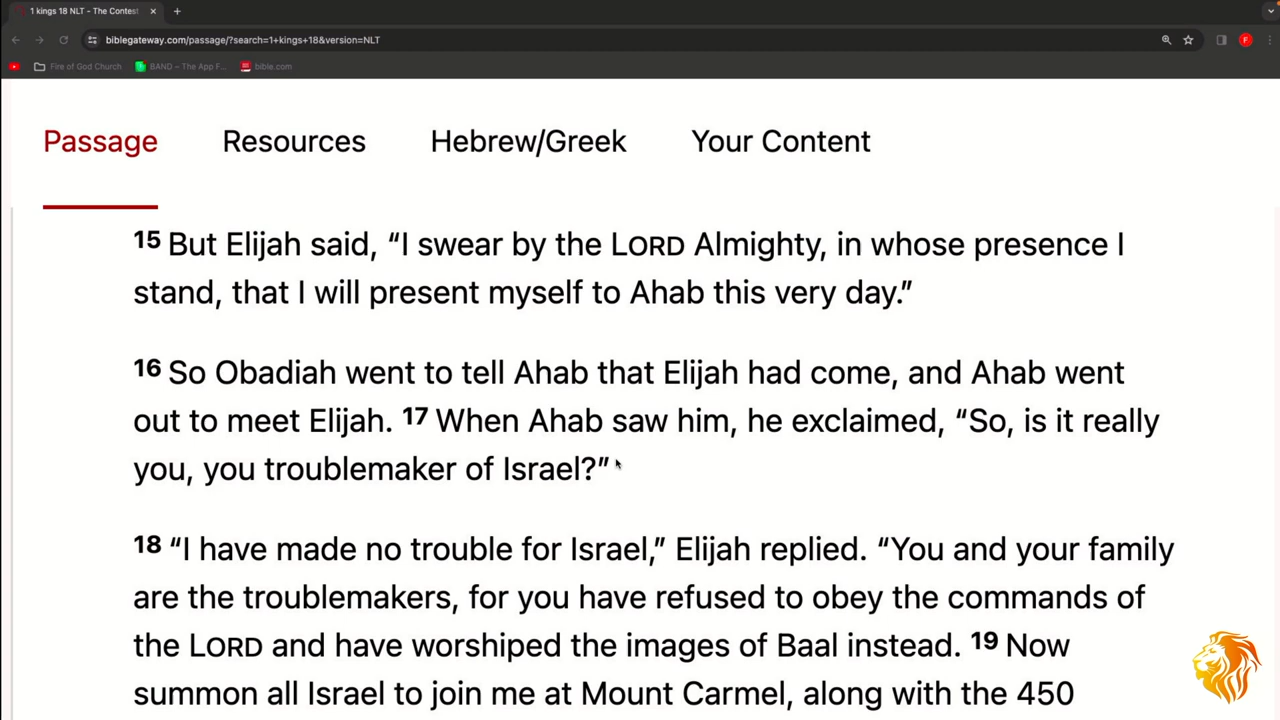 1 kings 18 NLT - The Contest
biblegateway.com/passage/?search=1+kings+18&version=NLT
F
Fire of God Church BAND – The App F... bible.com
Passage Resources Hebrew/Greek Your Content
15 But Elijah said, “I swear by the LORD Almighty, in whose presence I
stand, that I will present myself to Ahab this very day.”
16 So Obadiah went to tell Ahab that Elijah had come, and Ahab went
out to meet Elijah. 17 When Ahab saw him, he exclaimed, “So, is it really
you, you troublemaker of Israel?”
18 “I have made no trouble for Israel,” Elijah replied. “You and your family
are the troublemakers, for you have refused to obey the commands of
the LORD and have worshiped the images of Baal instead. 19 Now
summon all Israel to join me at Mount Carmel, along with the 450